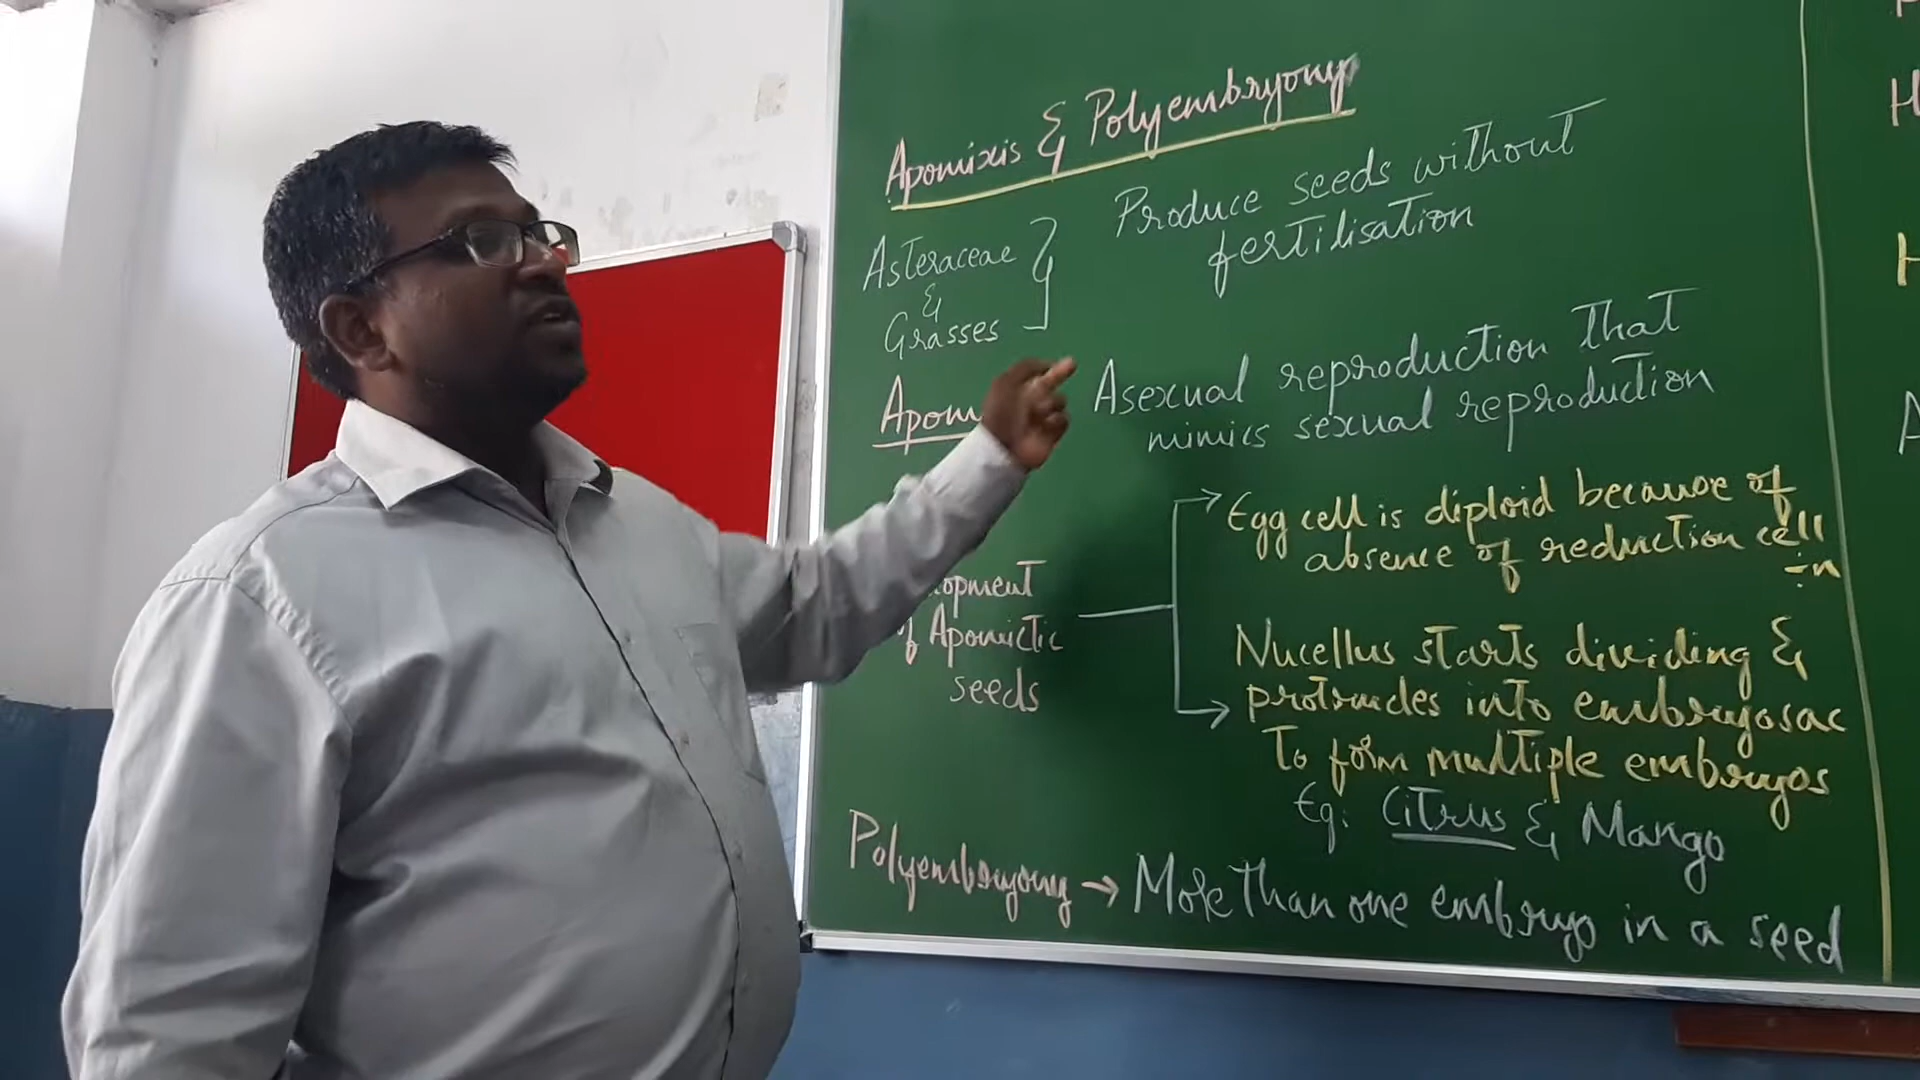 Apomixis & Polyembryony
Asteraceae
&
Grasses
Produce seeds without
fertilisation
Asexual reproduction that
mimics sexual reproduction
Egg cell is diploid because of
absence of reduction cell
÷n
of Apomictic
seeds
Nucellus starts dividing &
protrudes into embryosac
To form multiple embryos
Eg: Citrus & Mango
Polyembryony → More than one embryo in a seed